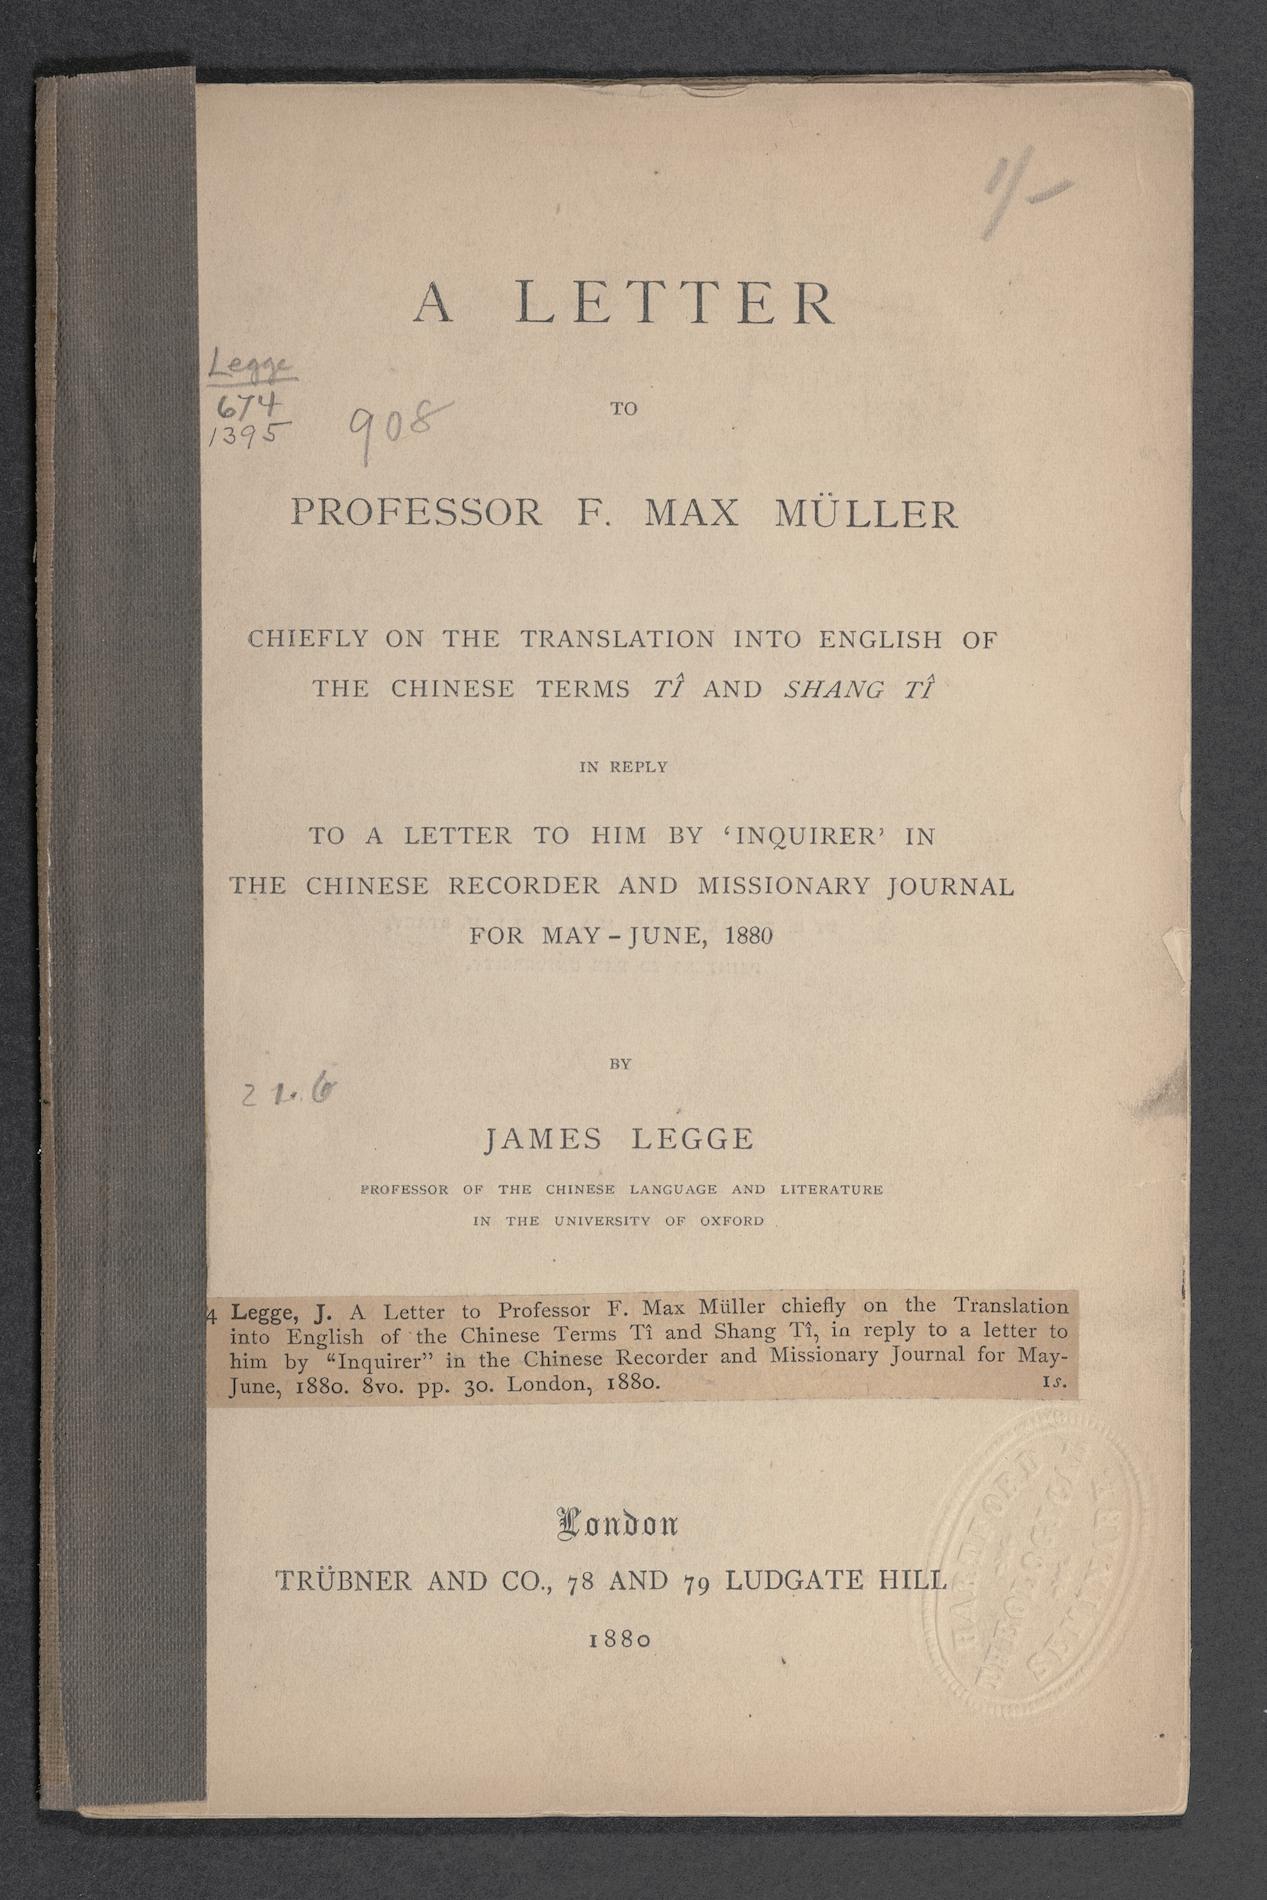 1/-
A LETTER
Legge
674
1395
908
TO
PROFESSOR F. MAX MÜLLER
CHIEFLY ON THE TRANSLATION INTO ENGLISH OF
THE CHINESE TERMS TÎ AND SHANG TÎ
IN REPLY
TO A LETTER TO HIM BY ‘INQUIRER’ IN
THE CHINESE RECORDER AND MISSIONARY JOURNAL
FOR MAY – JUNE, 1880
BY
JAMES LEGGE
PROFESSOR OF THE CHINESE LANGUAGE AND LITERATURE
IN THE UNIVERSITY OF OXFORD
4 Legge, J. A Letter to Professor F. Max Müller chiefly on the Translation
into English of the Chinese Terms Tî and Shang Tî, in reply to a letter to
him by “Inquirer” in the Chinese Recorder and Missionary Journal for May-
June, 1880. 8vo. pp. 30. London, 1880. 1s.
London
TRÜBNER AND CO., 78 AND 79 LUDGATE HILL
1880
HARTFORD
THEOLOGICAL
SEMINARY